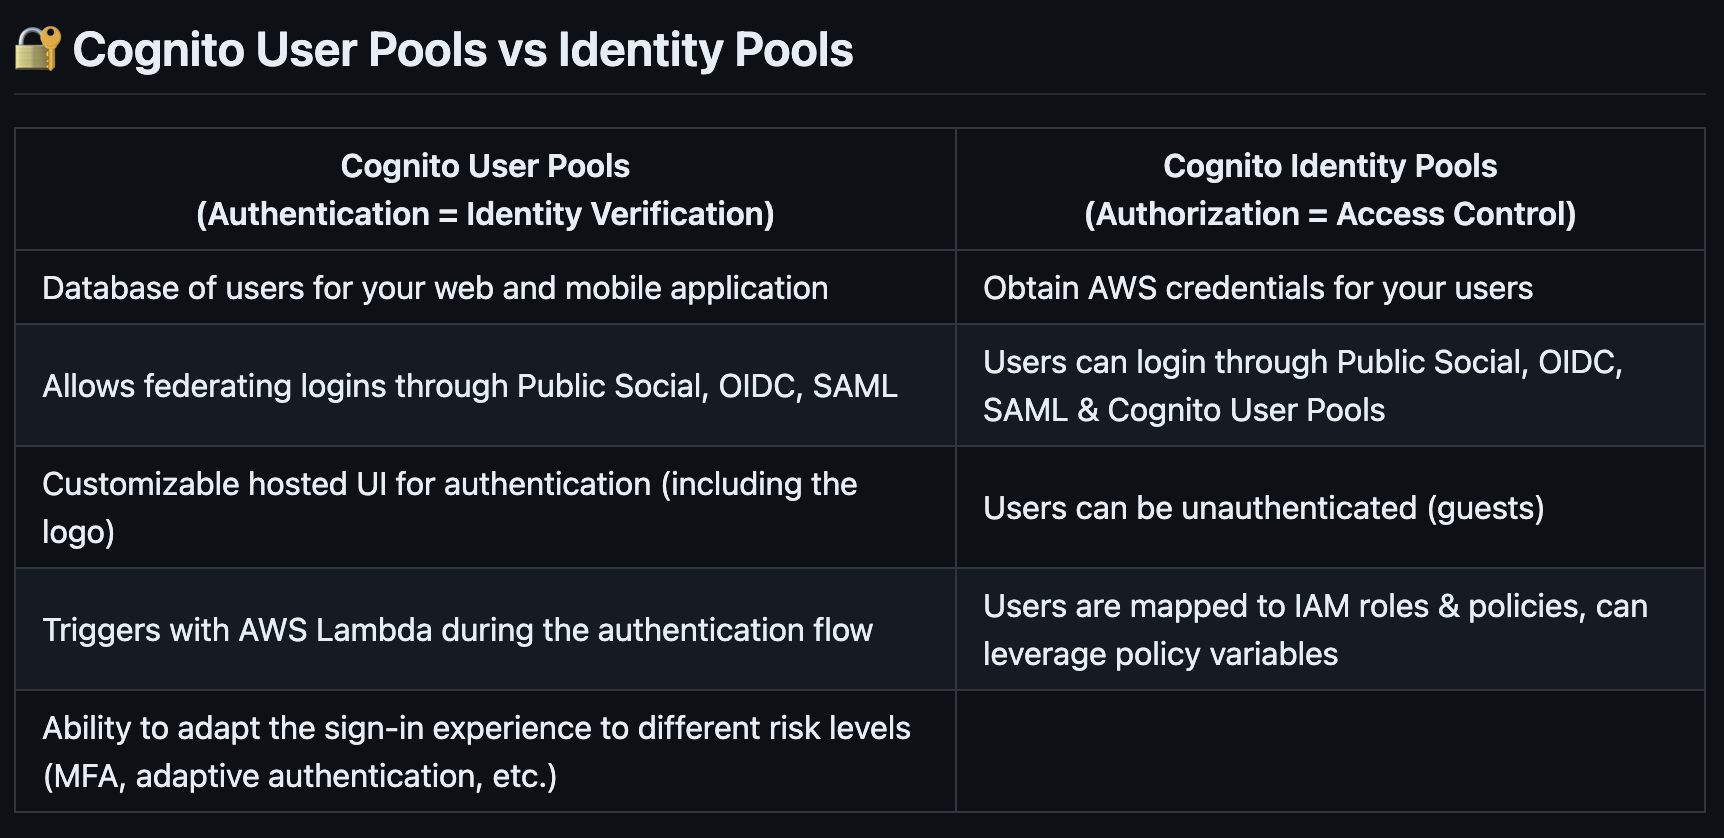 🔐 Cognito User Pools vs Identity Pools
Cognito User Pools
(Authentication = Identity Verification)
Cognito Identity Pools
(Authorization = Access Control)
Database of users for your web and mobile application
Obtain AWS credentials for your users
Allows federating logins through Public Social, OIDC, SAML
Users can login through Public Social, OIDC,
SAML & Cognito User Pools
Customizable hosted UI for authentication (including the
logo)
Users can be unauthenticated (guests)
Triggers with AWS Lambda during the authentication flow
Users are mapped to IAM roles & policies, can
leverage policy variables
Ability to adapt the sign-in experience to different risk levels
(MFA, adaptive authentication, etc.)